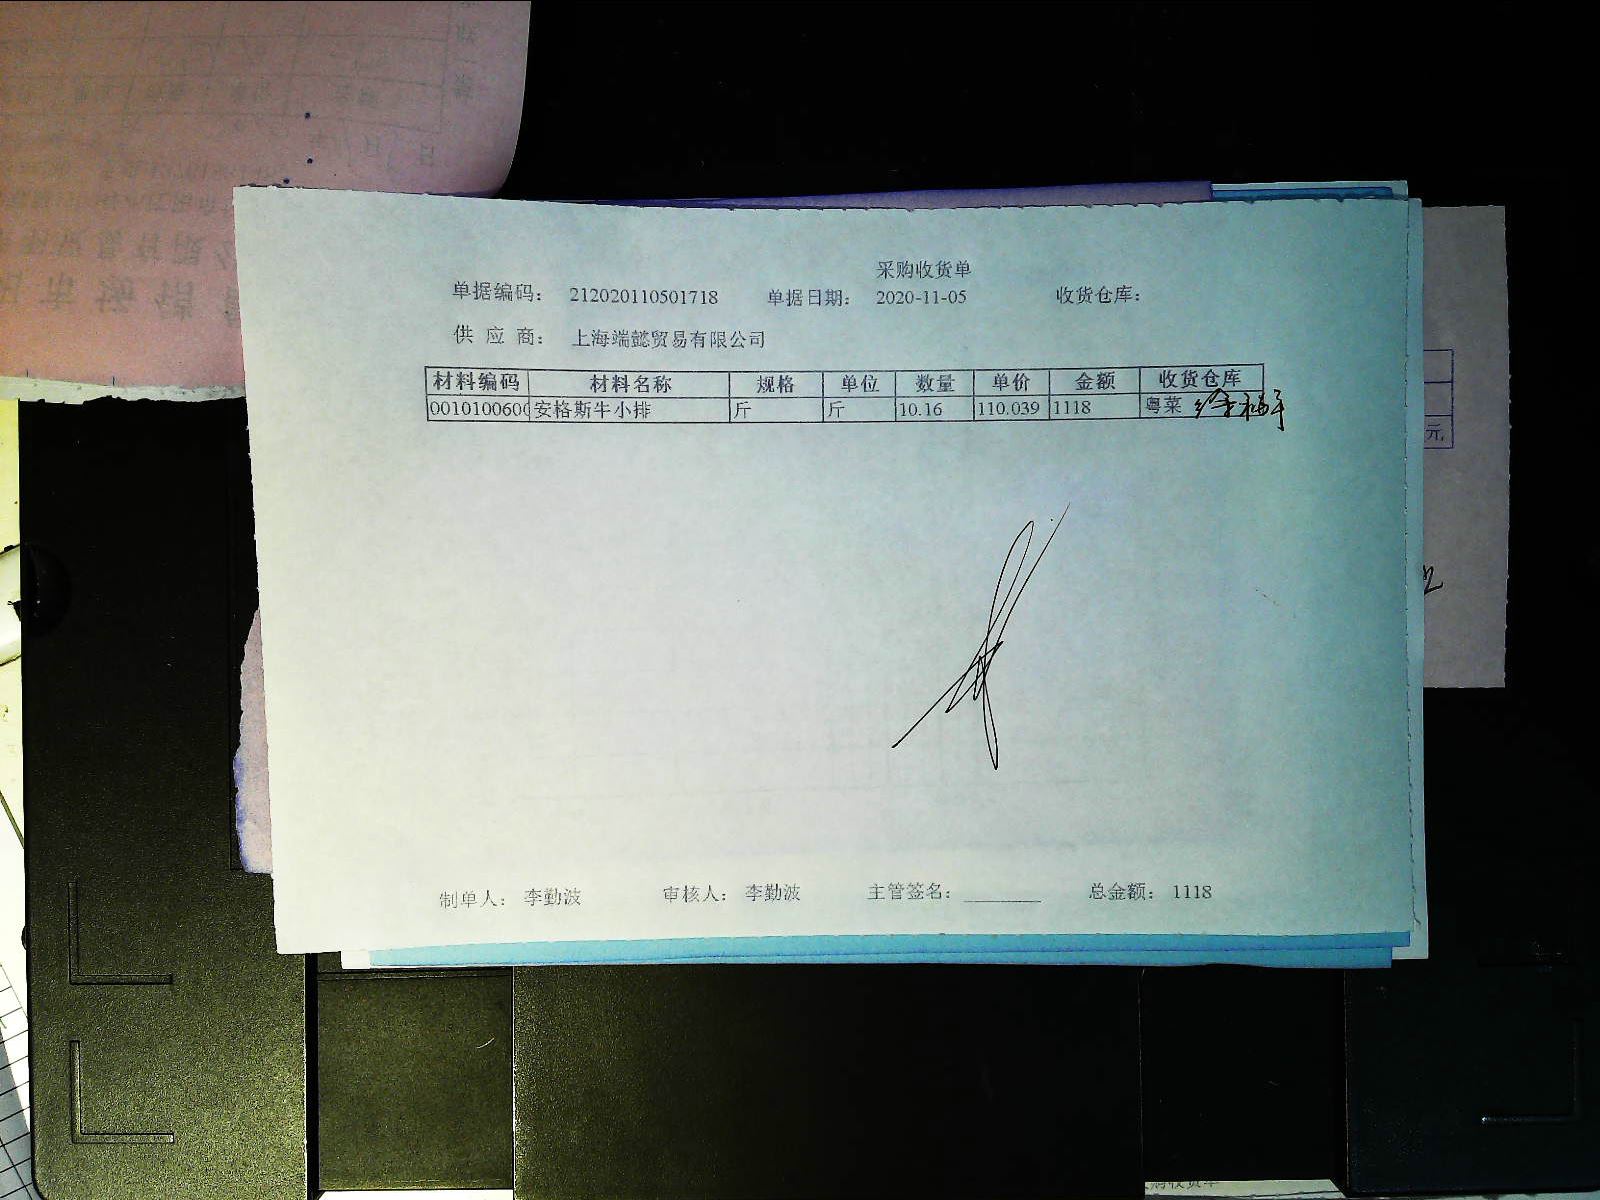 采购收货单
单据编码： 212020110501718 单据日期： 2020-11-05 收货仓库：
供 应 商： 上海端懿贸易有限公司
材料编码 材料名称 规格 单位 数量 单价 金额 收货仓库
0010100600 安格斯牛小排 斤 斤 10.16 110.039 1118 粤菜
元
制单人： 李勤波 审核人： 李勤波 主管签名： 总金额： 1118